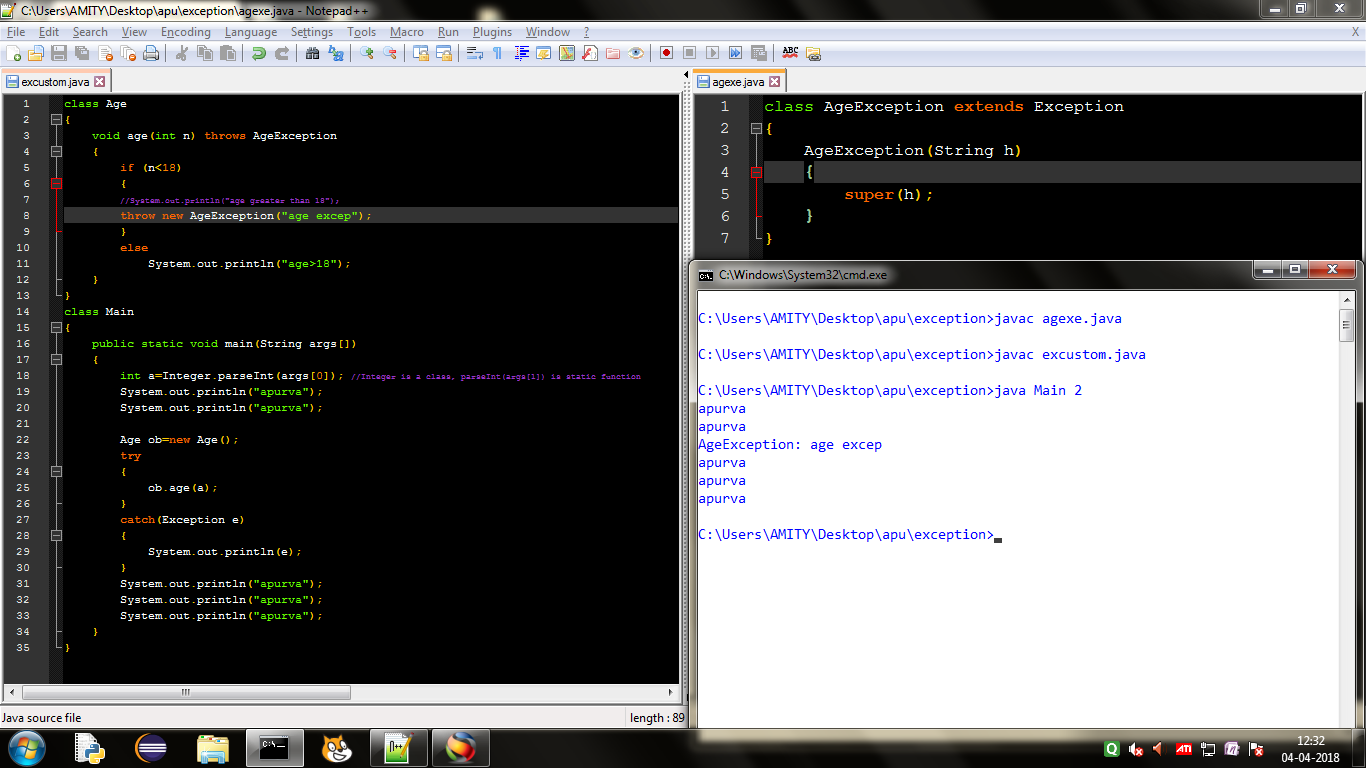 C:\Users\AMITY\Desktop\apu\exception\agexe.java - Notepad++
File Edit Search View Encoding Language Settings Tools Macro Run Plugins Window ? X
ABC
excustom.java
1 class Age
2 {
3 void age(int n) throws AgeException
4 {
5 if (n<18)
6 {
7 //System.out.println("age greater than 18");
8 throw new AgeException("age excep");
9 }
10 else
11 System.out.println("age>18");
12 }
13 }
14 class Main
15 {
16 public static void main(String args[])
17 {
18 int a=Integer.parseInt(args[0]); //Integer is a class, parseInt(args[1]) is static function
19 System.out.println("apurva");
20 System.out.println("apurva");
21
22 Age ob=new Age();
23 try
24 {
25 ob.age(a);
26 }
27 catch(Exception e)
28 {
29 System.out.println(e);
30 }
31 System.out.println("apurva");
32 System.out.println("apurva");
33 System.out.println("apurva");
34 }
35 }
agexe.java
1 class AgeException extends Exception
2 {
3 AgeException(String h)
4 {
5 super(h);
6 }
7 }
C:\Windows\System32\cmd.exe
C:\Users\AMITY\Desktop\apu\exception>javac agexe.java
C:\Users\AMITY\Desktop\apu\exception>javac excustom.java
C:\Users\AMITY\Desktop\apu\exception>java Main 2
apurva
apurva
AgeException: age excep
apurva
apurva
apurva
C:\Users\AMITY\Desktop\apu\exception>
Java source file
length : 89
C:\
Q
ATI
12:32
04-04-2018